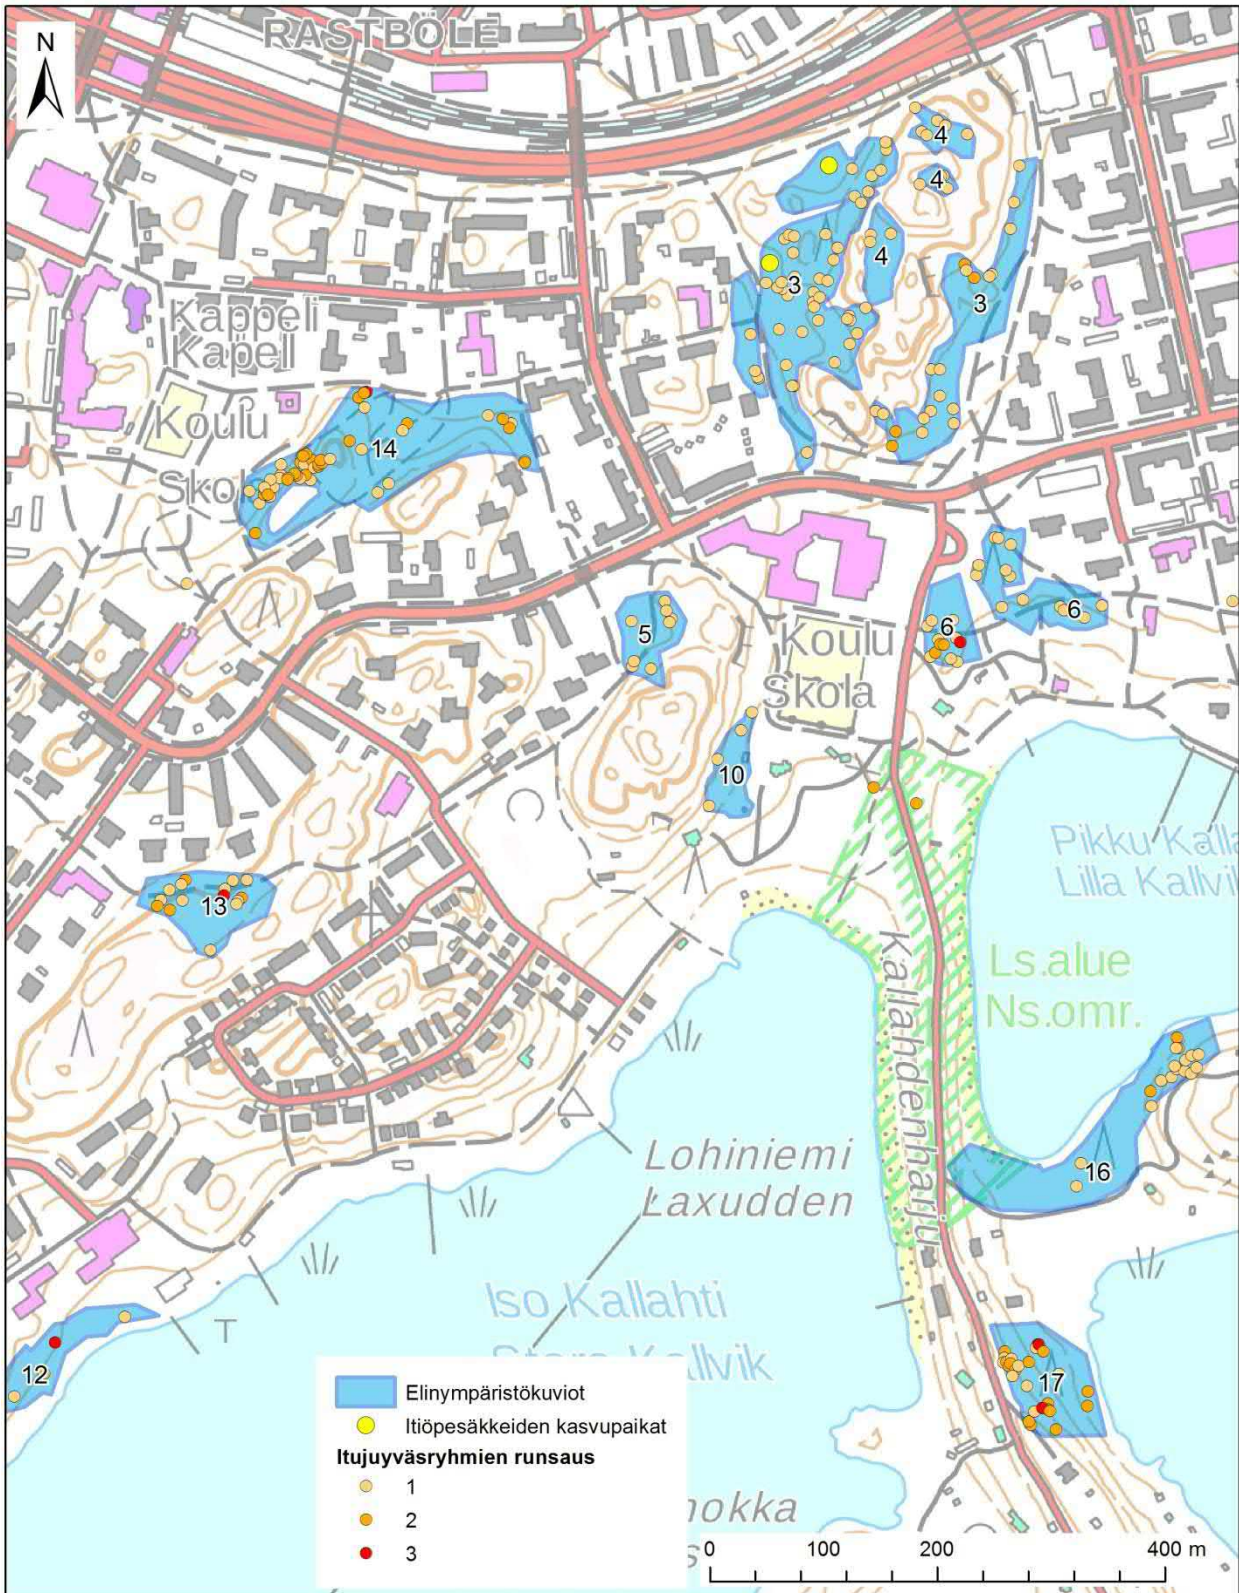 N
RASTBÖLE
4
4
4
3
3
Kappeli
Kapell
Koulu
14
5
6
6
Koulu
Skola
10
Pikku
Lilla
13
Ls.alue
Ns.omr.
Kallahdenharju
Lohiniemi
Laxudden
16
Iso Kallahti
Kallvik
12
17
Elinympäristökuviot
Itiöpesäkkeiden kasvupaikat
Itujuyväsryhmien runsaus
1
2
3
0 100 200 400 m